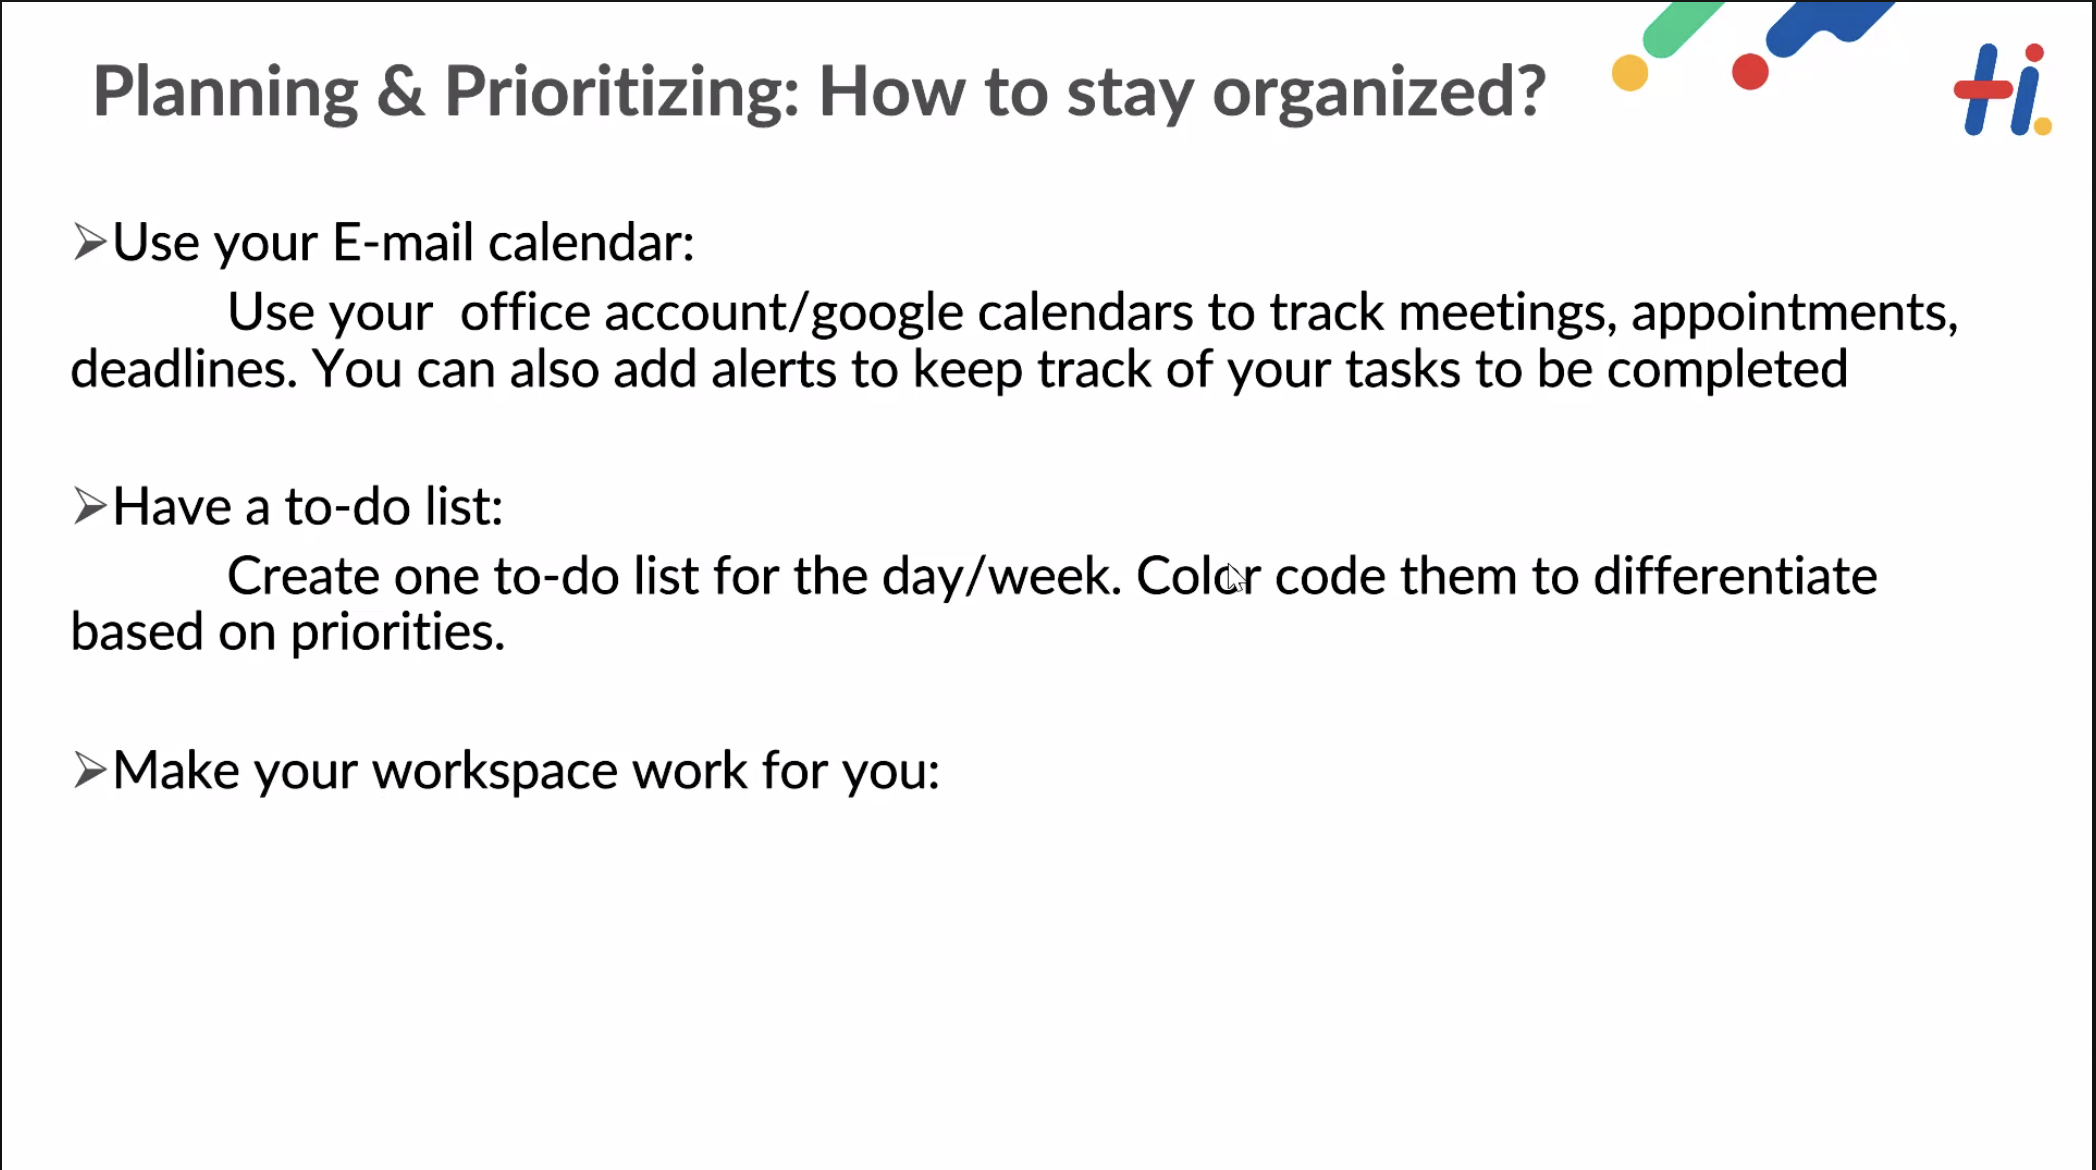 Planning & Prioritizing: How to stay organized?
Hi.
➢Use your E-mail calendar:
Use your  office account/google calendars to track meetings, appointments,
deadlines. You can also add alerts to keep track of your tasks to be completed
➢Have a to-do list:
Create one to-do list for the day/week. Color code them to differentiate
based on priorities.
➢Make your workspace work for you: